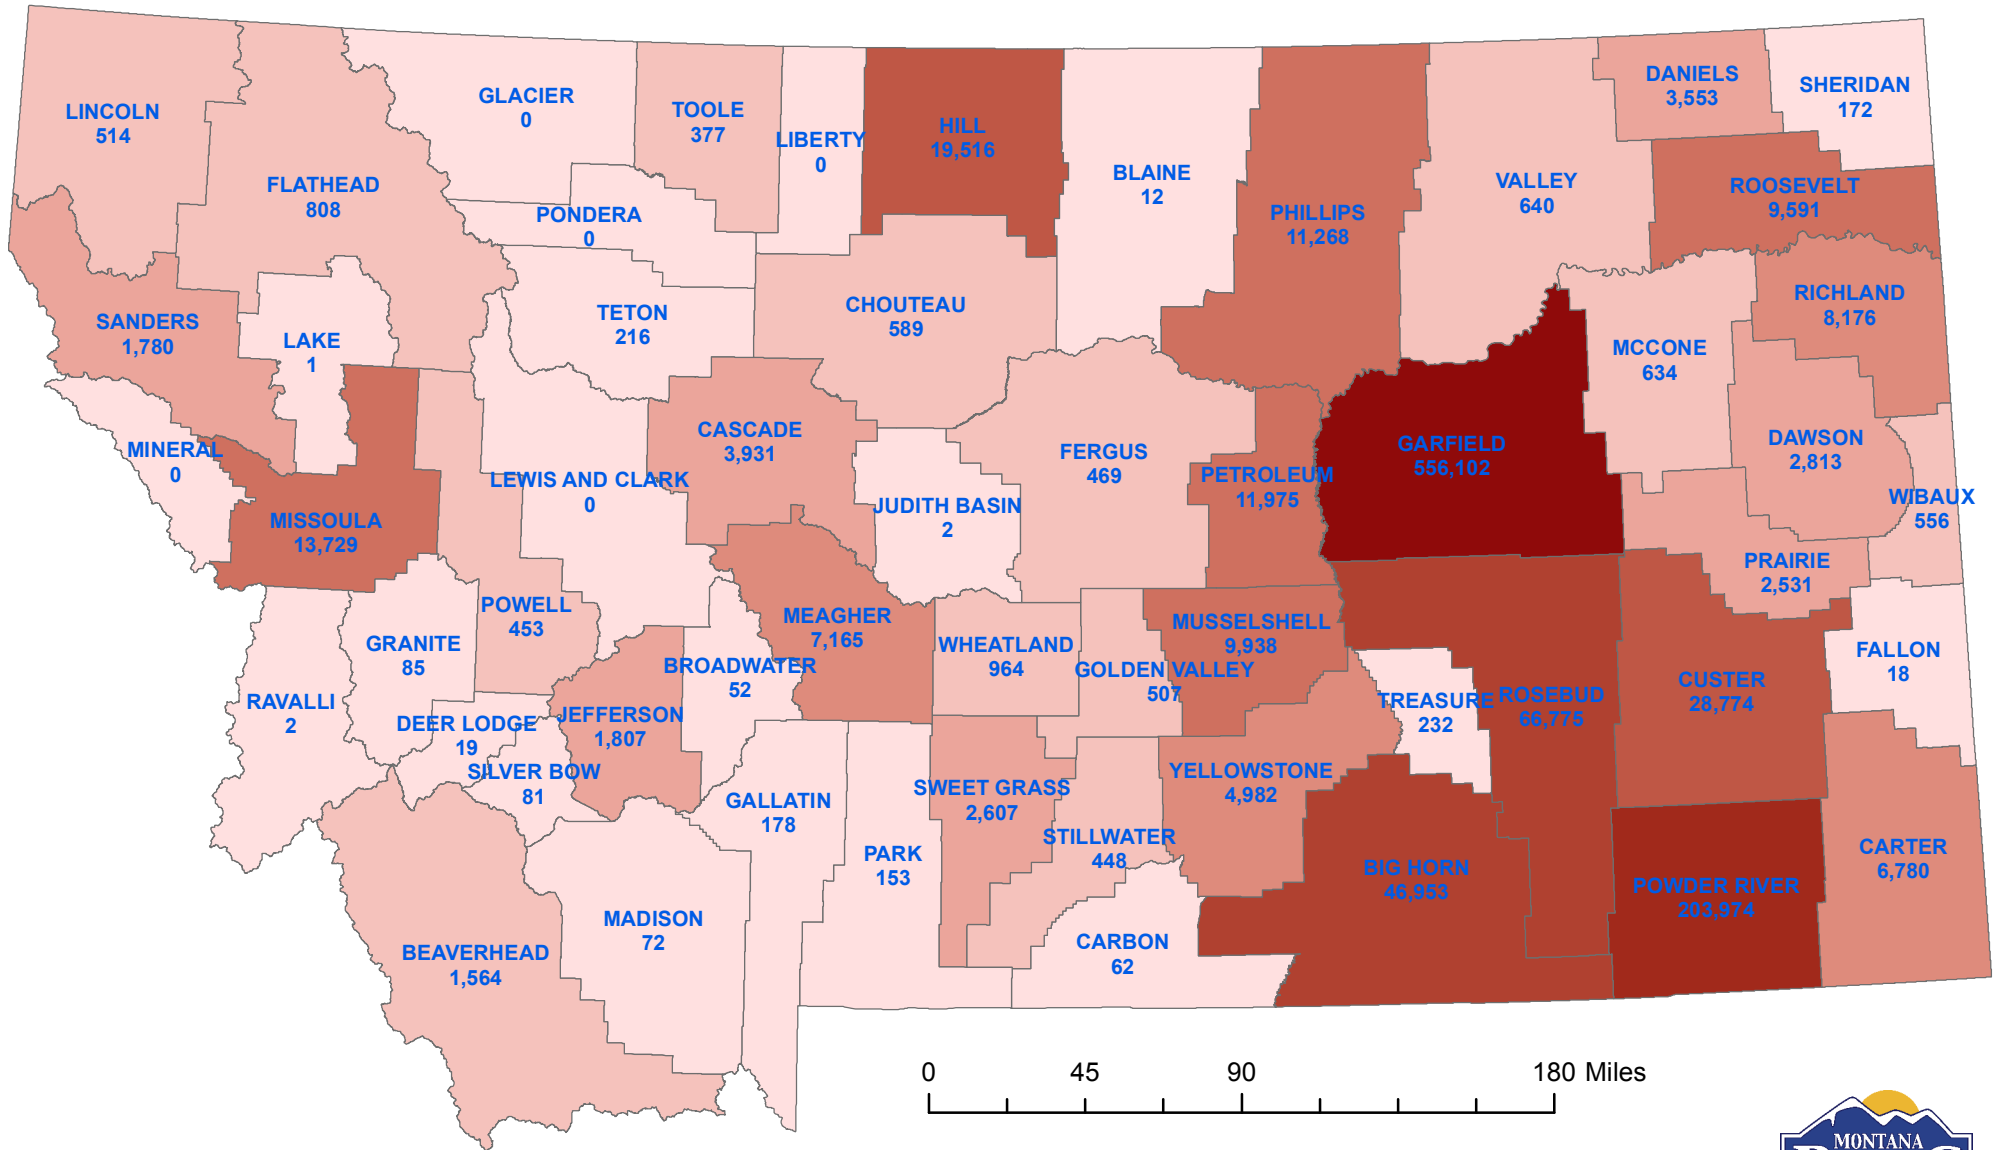 LINCOLN
514
FLATHEAD
808
GLACIER
0
TOOLE
377
LIBERTY
0
HILL
19,516
BLAINE
12
PHILLIPS
11,268
VALLEY
640
DANIELS
3,553
SHERIDAN
172
ROOSEVELT
9,591
PONDERA
0
TETON
216
CHOUTEAU
589
RICHLAND
8,176
SANDERS
1,780
LAKE
1
MCCONE
634
MINERAL
0
MISSOULA
13,729
LEWIS AND CLARK
0
CASCADE
3,931
JUDITH BASIN
2
FERGUS
469
PETROLEUM
11,975
GARFIELD
556,102
DAWSON
2,813
WIBAUX
556
PRAIRIE
2,531
POWELL
453
GRANITE
85
RAVALLI
2
DEER LODGE
19
SILVER BOW
81
JEFFERSON
1,807
BROADWATER
52
MEAGHER
7,165
WHEATLAND
964
GOLDEN VALLEY
507
MUSSELSHELL
9,938
TREASURE
232
ROSEBUD
66,775
CUSTER
28,774
FALLON
18
BEAVERHEAD
1,564
MADISON
72
GALLATIN
178
PARK
153
SWEET GRASS
2,607
STILLWATER
448
YELLOWSTONE
4,982
CARBON
62
BIG HORN
46,953
POWDER RIVER
203,974
CARTER
6,780
0 45 90 180 Miles
MONTANA